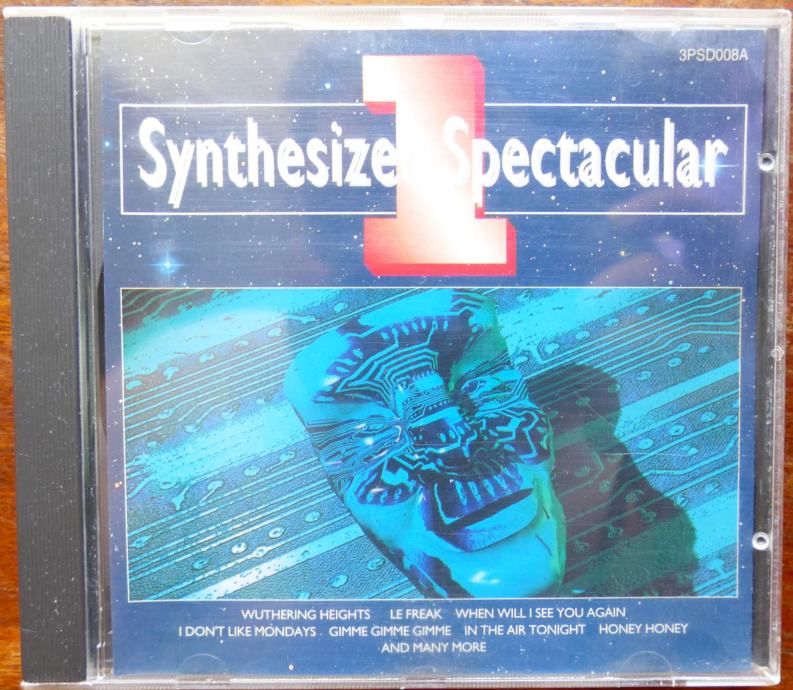 3PSD008A
1
Synthesizer Spectacular
WUTHERING HEIGHTS LE FREAK WHEN WILL I SEE YOU AGAIN
I DON'T LIKE MONDAYS . GIMME GIMME GIMME IN THE AIR TONIGHT HONEY HONEY
AND MANY MORE